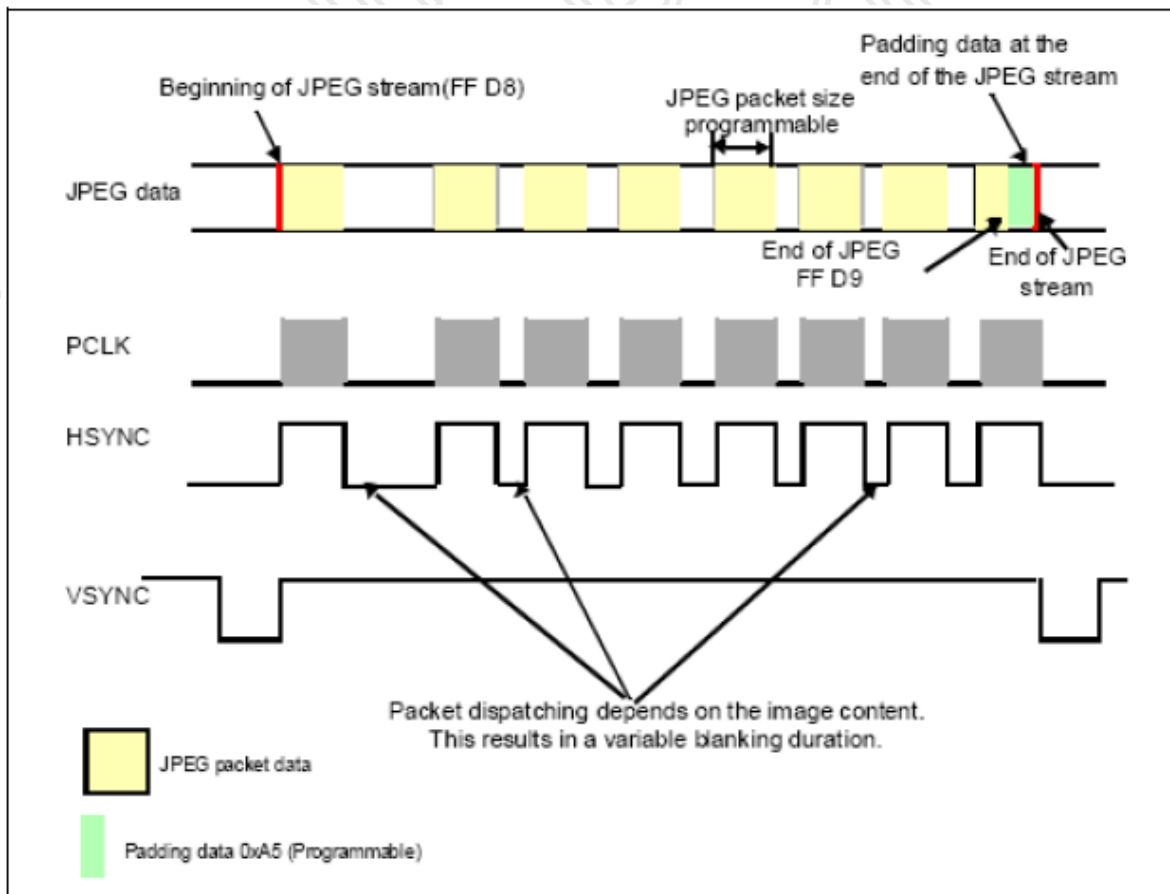 Padding data at the
end of the JPEG stream
Beginning of JPEG stream(FF D8)
JPEG packet size
programmable
JPEG data
End of JPEG
FF D9
End of JPEG
stream
PCLK
HSYNC
VSYNC
Packet dispatching depends on the image content.
This results in a variable blanking duration.
JPEG packet data
Padding data 0xA5 (Programmable)